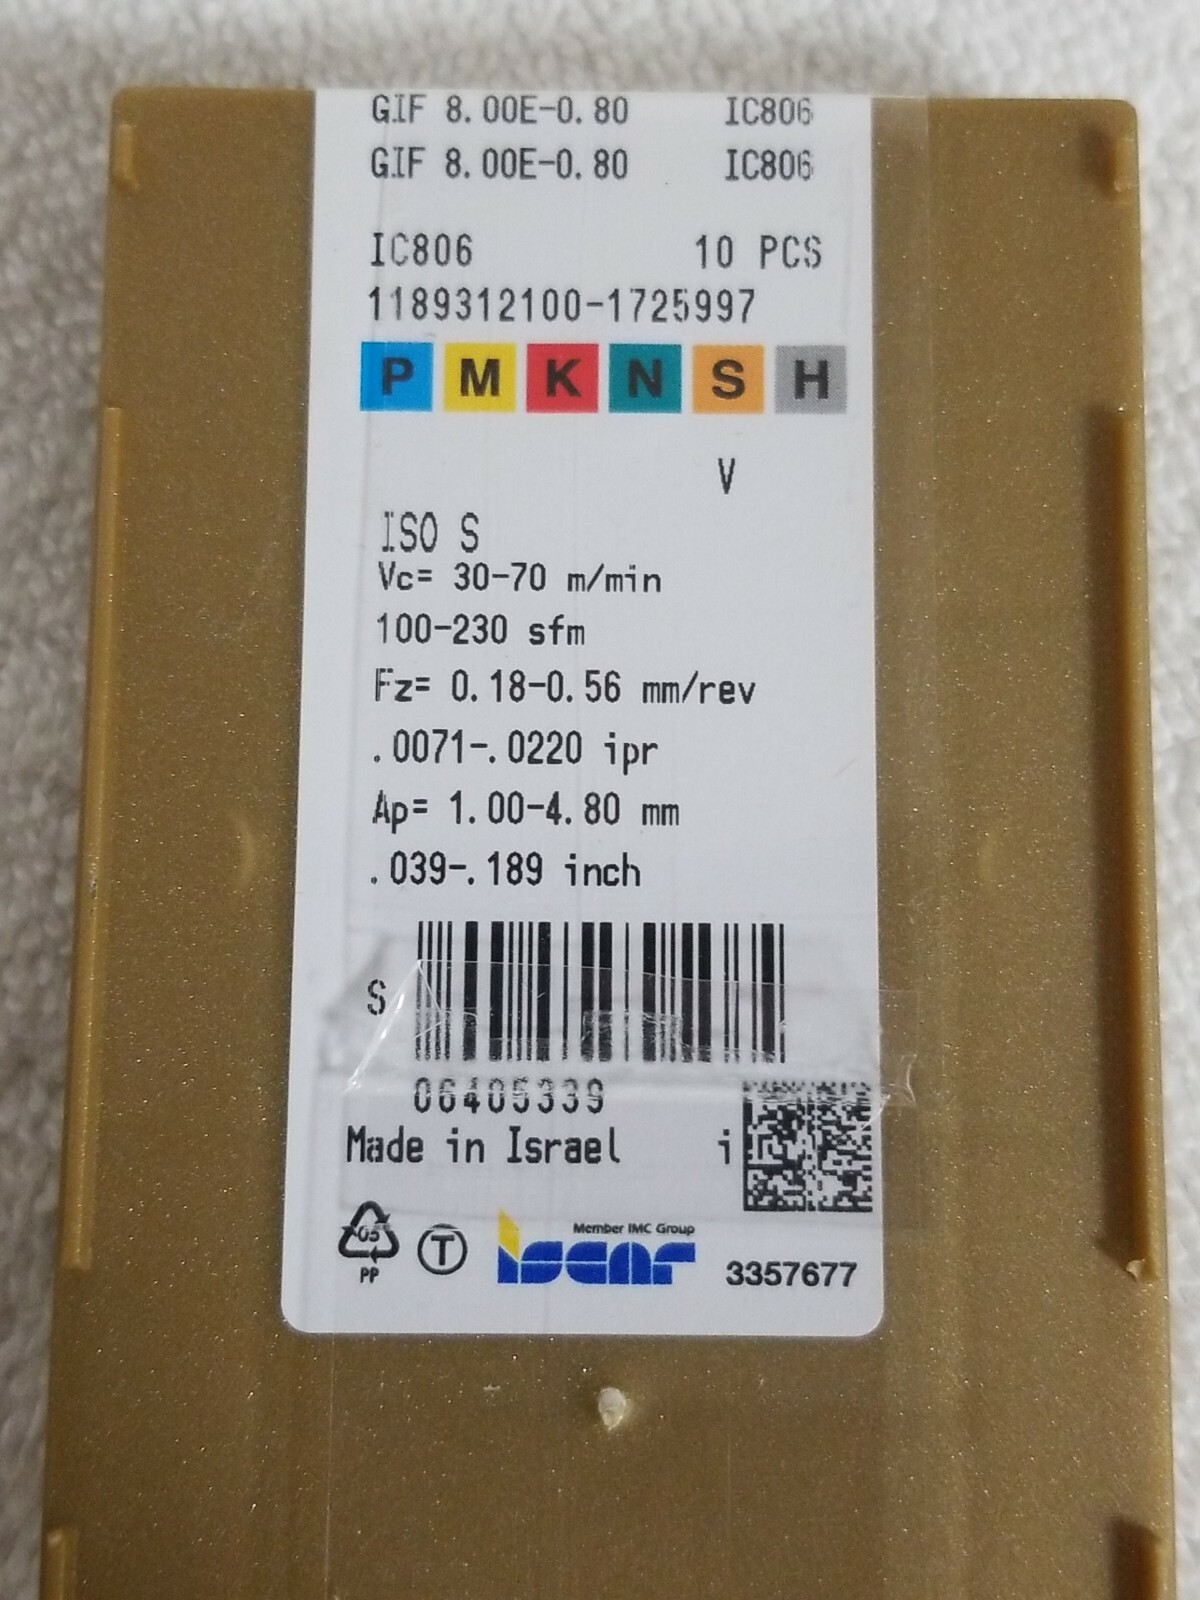 GIF 8.00E-0.80 IC806
GIF 8.00E-0.80 IC806
IC806 10 PCS
1189312100-1725997
P M K N S H
V
ISO S
Vc= 30-70 m/min
100-230 sfm
Fz= 0.18-0.56 mm/rev
.0071-.0220 ipr
Ap= 1.00-4.80 mm
.039-.189 inch
S
06405339
Made in Israel i
05
PP
T
Member IMC Group
iscar
3357677